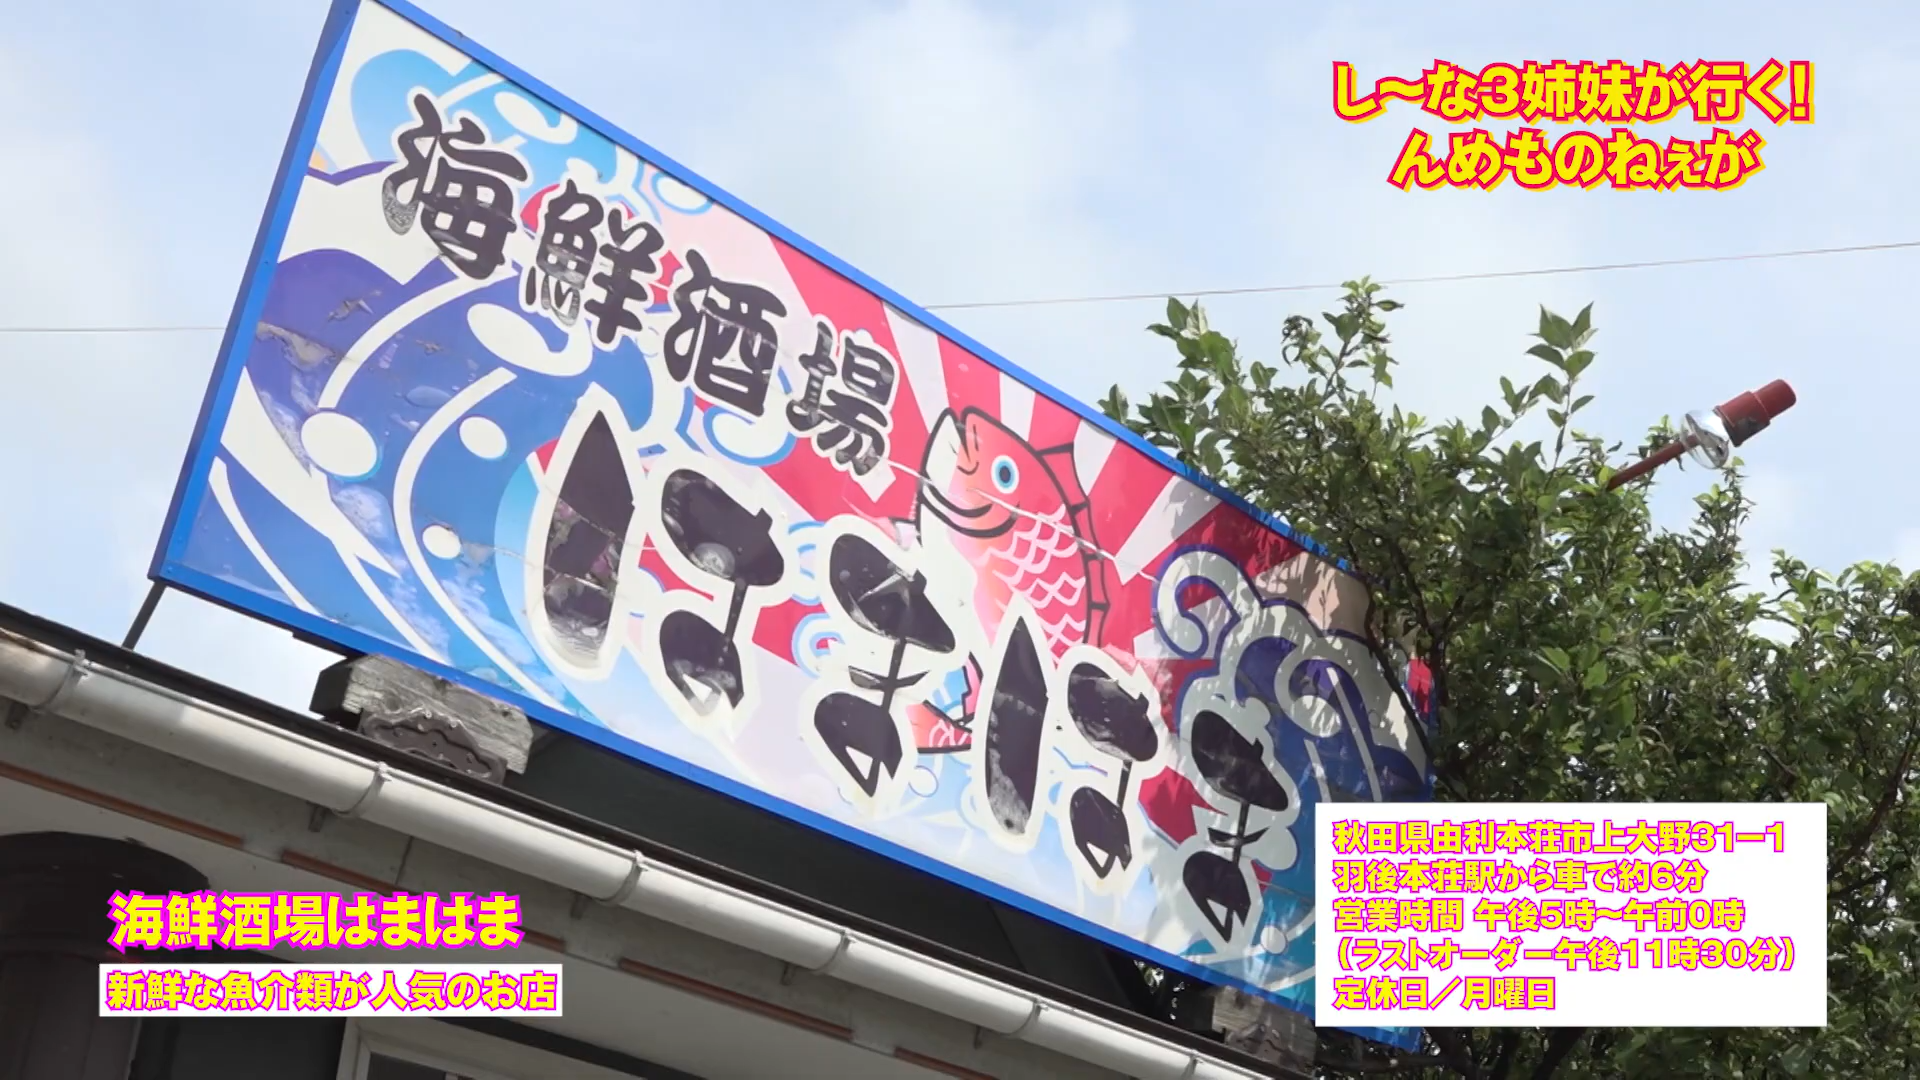 し～な3姉妹が行く！
んめものねぇが
海鮮酒場
はまはま
海鮮酒場はまはま
新鮮な魚介類が人気のお店
秋田県由利本荘市上大野31ー1
羽後本荘駅から車で約6分
営業時間 午後5時～午前0時
（ラストオーダー午後11時30分）
定休日／月曜日